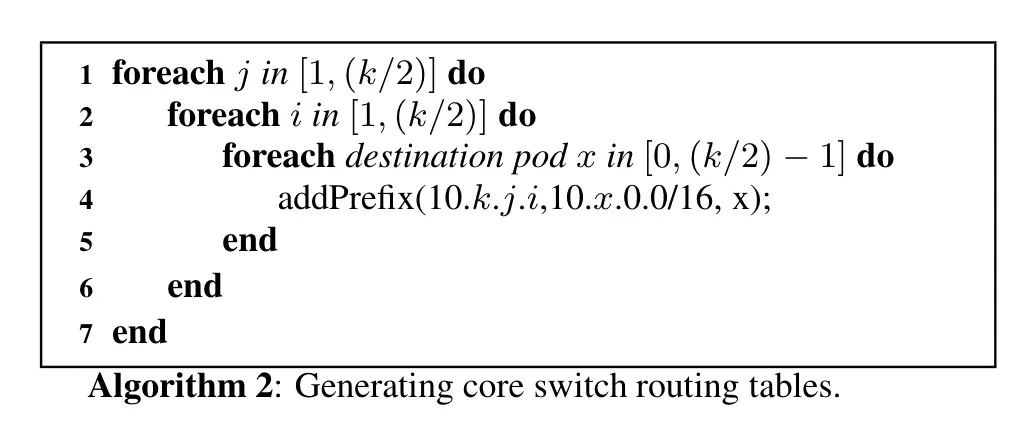 1 foreach j in [1, (k/2)] do
2 foreach i in [1, (k/2)] do
3 foreach destination pod x in [0, (k/2) − 1] do
4 addPrefix(10.k.j.i,10.x.0.0/16, x);
5 end
6 end
7 end
Algorithm 2: Generating core switch routing tables.